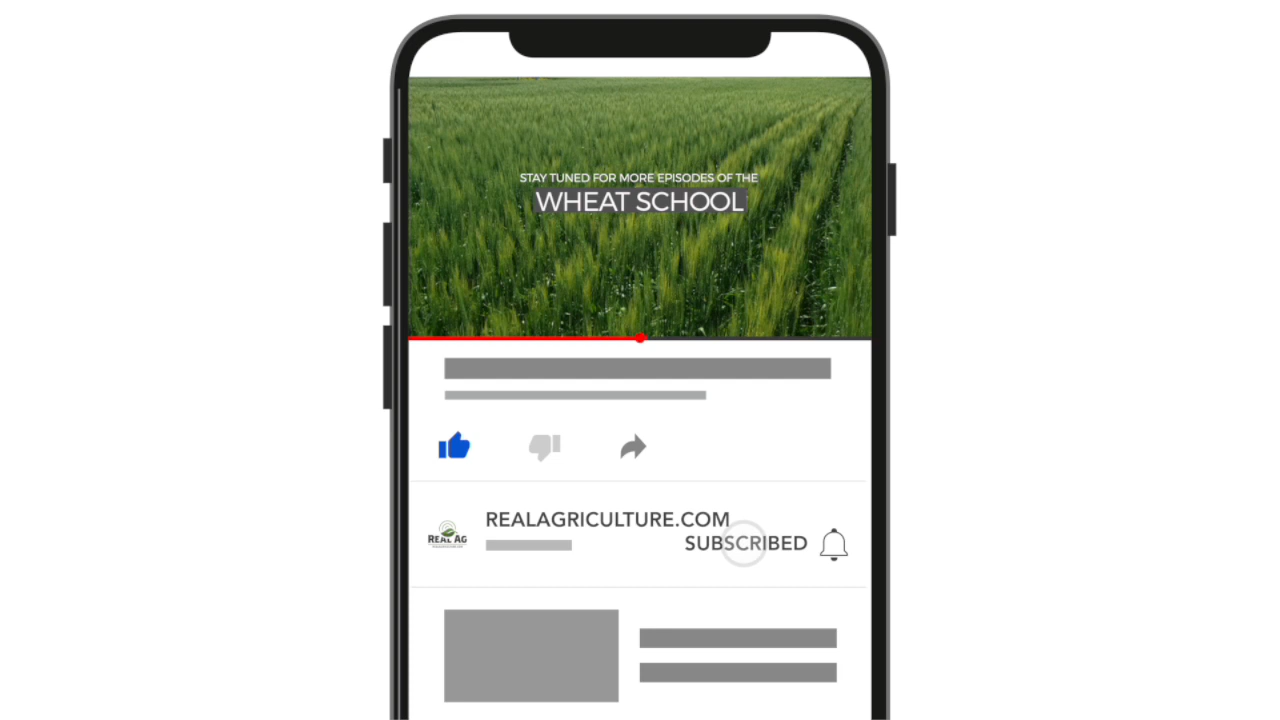 STAY TUNED FOR MORE EPISODES OF THE
WHEAT SCHOOL
REALAGRICULTURE.COM
REAL AG
SUBSCRIBED